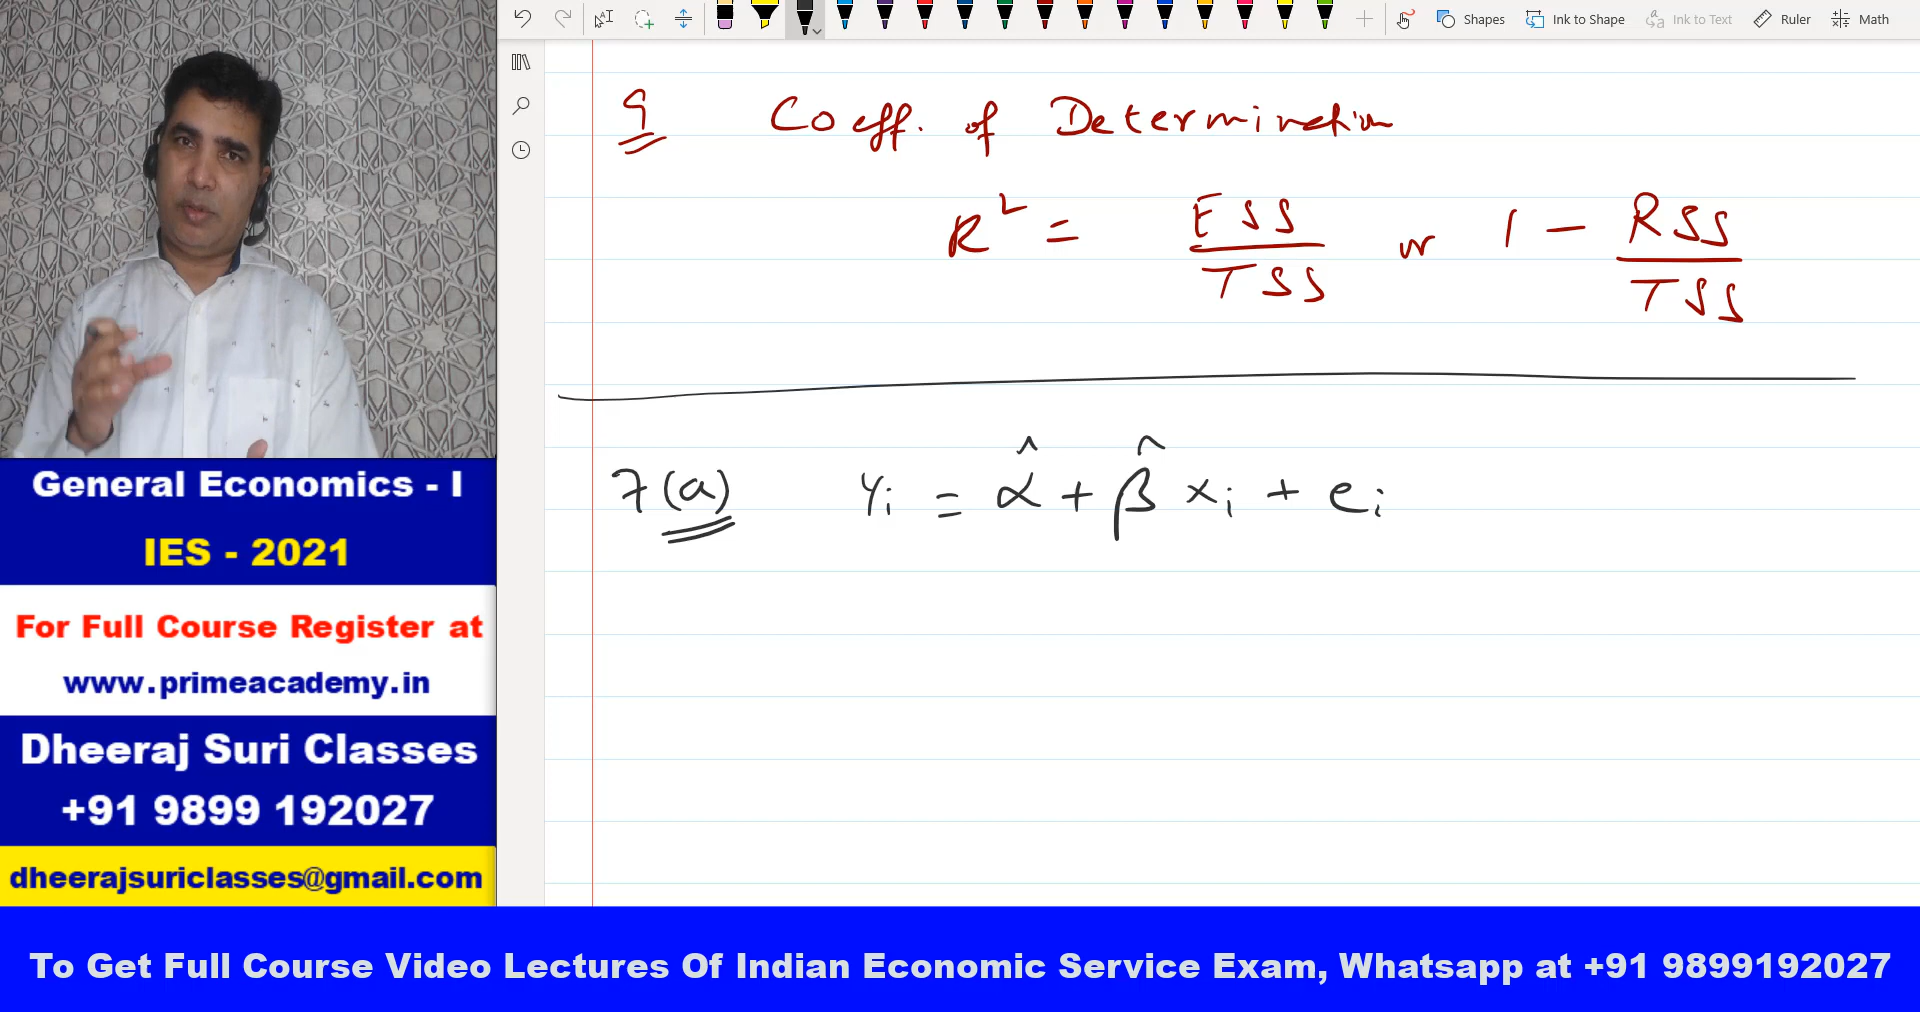 Shapes Ink to Shape Ink to Text Ruler Math
9 Coeff. of Determination
R² = ESS/TSS or 1 − RSS/TSS
7(a) Yi = α̂ + β̂ Xi + ei
General Economics - I
IES - 2021
For Full Course Register at
www.primeacademy.in
Dheeraj Suri Classes
+91 9899 192027
dheerajsuriclasses@gmail.com
To Get Full Course Video Lectures Of Indian Economic Service Exam, Whatsapp at +91 9899192027